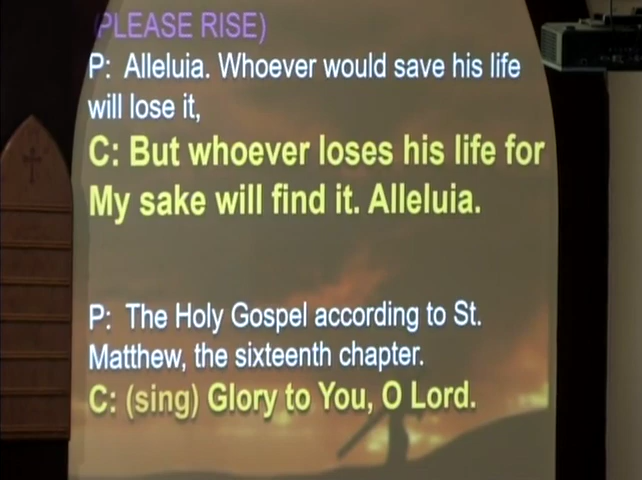 (PLEASE RISE)
P: Alleluia. Whoever would save his life
will lose it,
C: But whoever loses his life for
My sake will find it. Alleluia.
P: The Holy Gospel according to St.
Matthew, the sixteenth chapter.
C: (sing) Glory to You, O Lord.